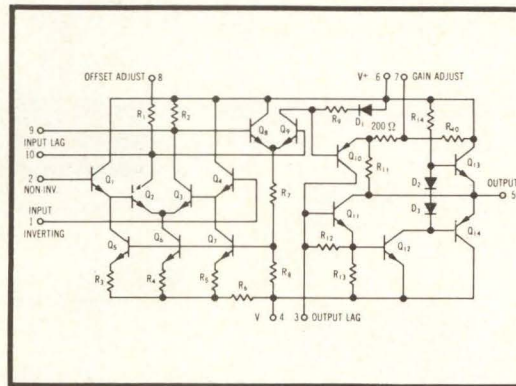 OFFSET ADJUST 8
V+ 6 7 GAIN ADJUST
R1 R2 R14 R40
9 INPUT LAG
10
Q8 Q9 R9 D1
200 Ω
2 NON INV.
Q1 Q2 Q3 Q4
Q10 R11 Q13
D2
OUTPUT 5
R7
D3
INPUT 1 INVERTING
Q11
Q5 Q6 Q7
R12 Q12 Q14
R3 R4 R5 R8 R13
V 4 3 OUTPUT LAG